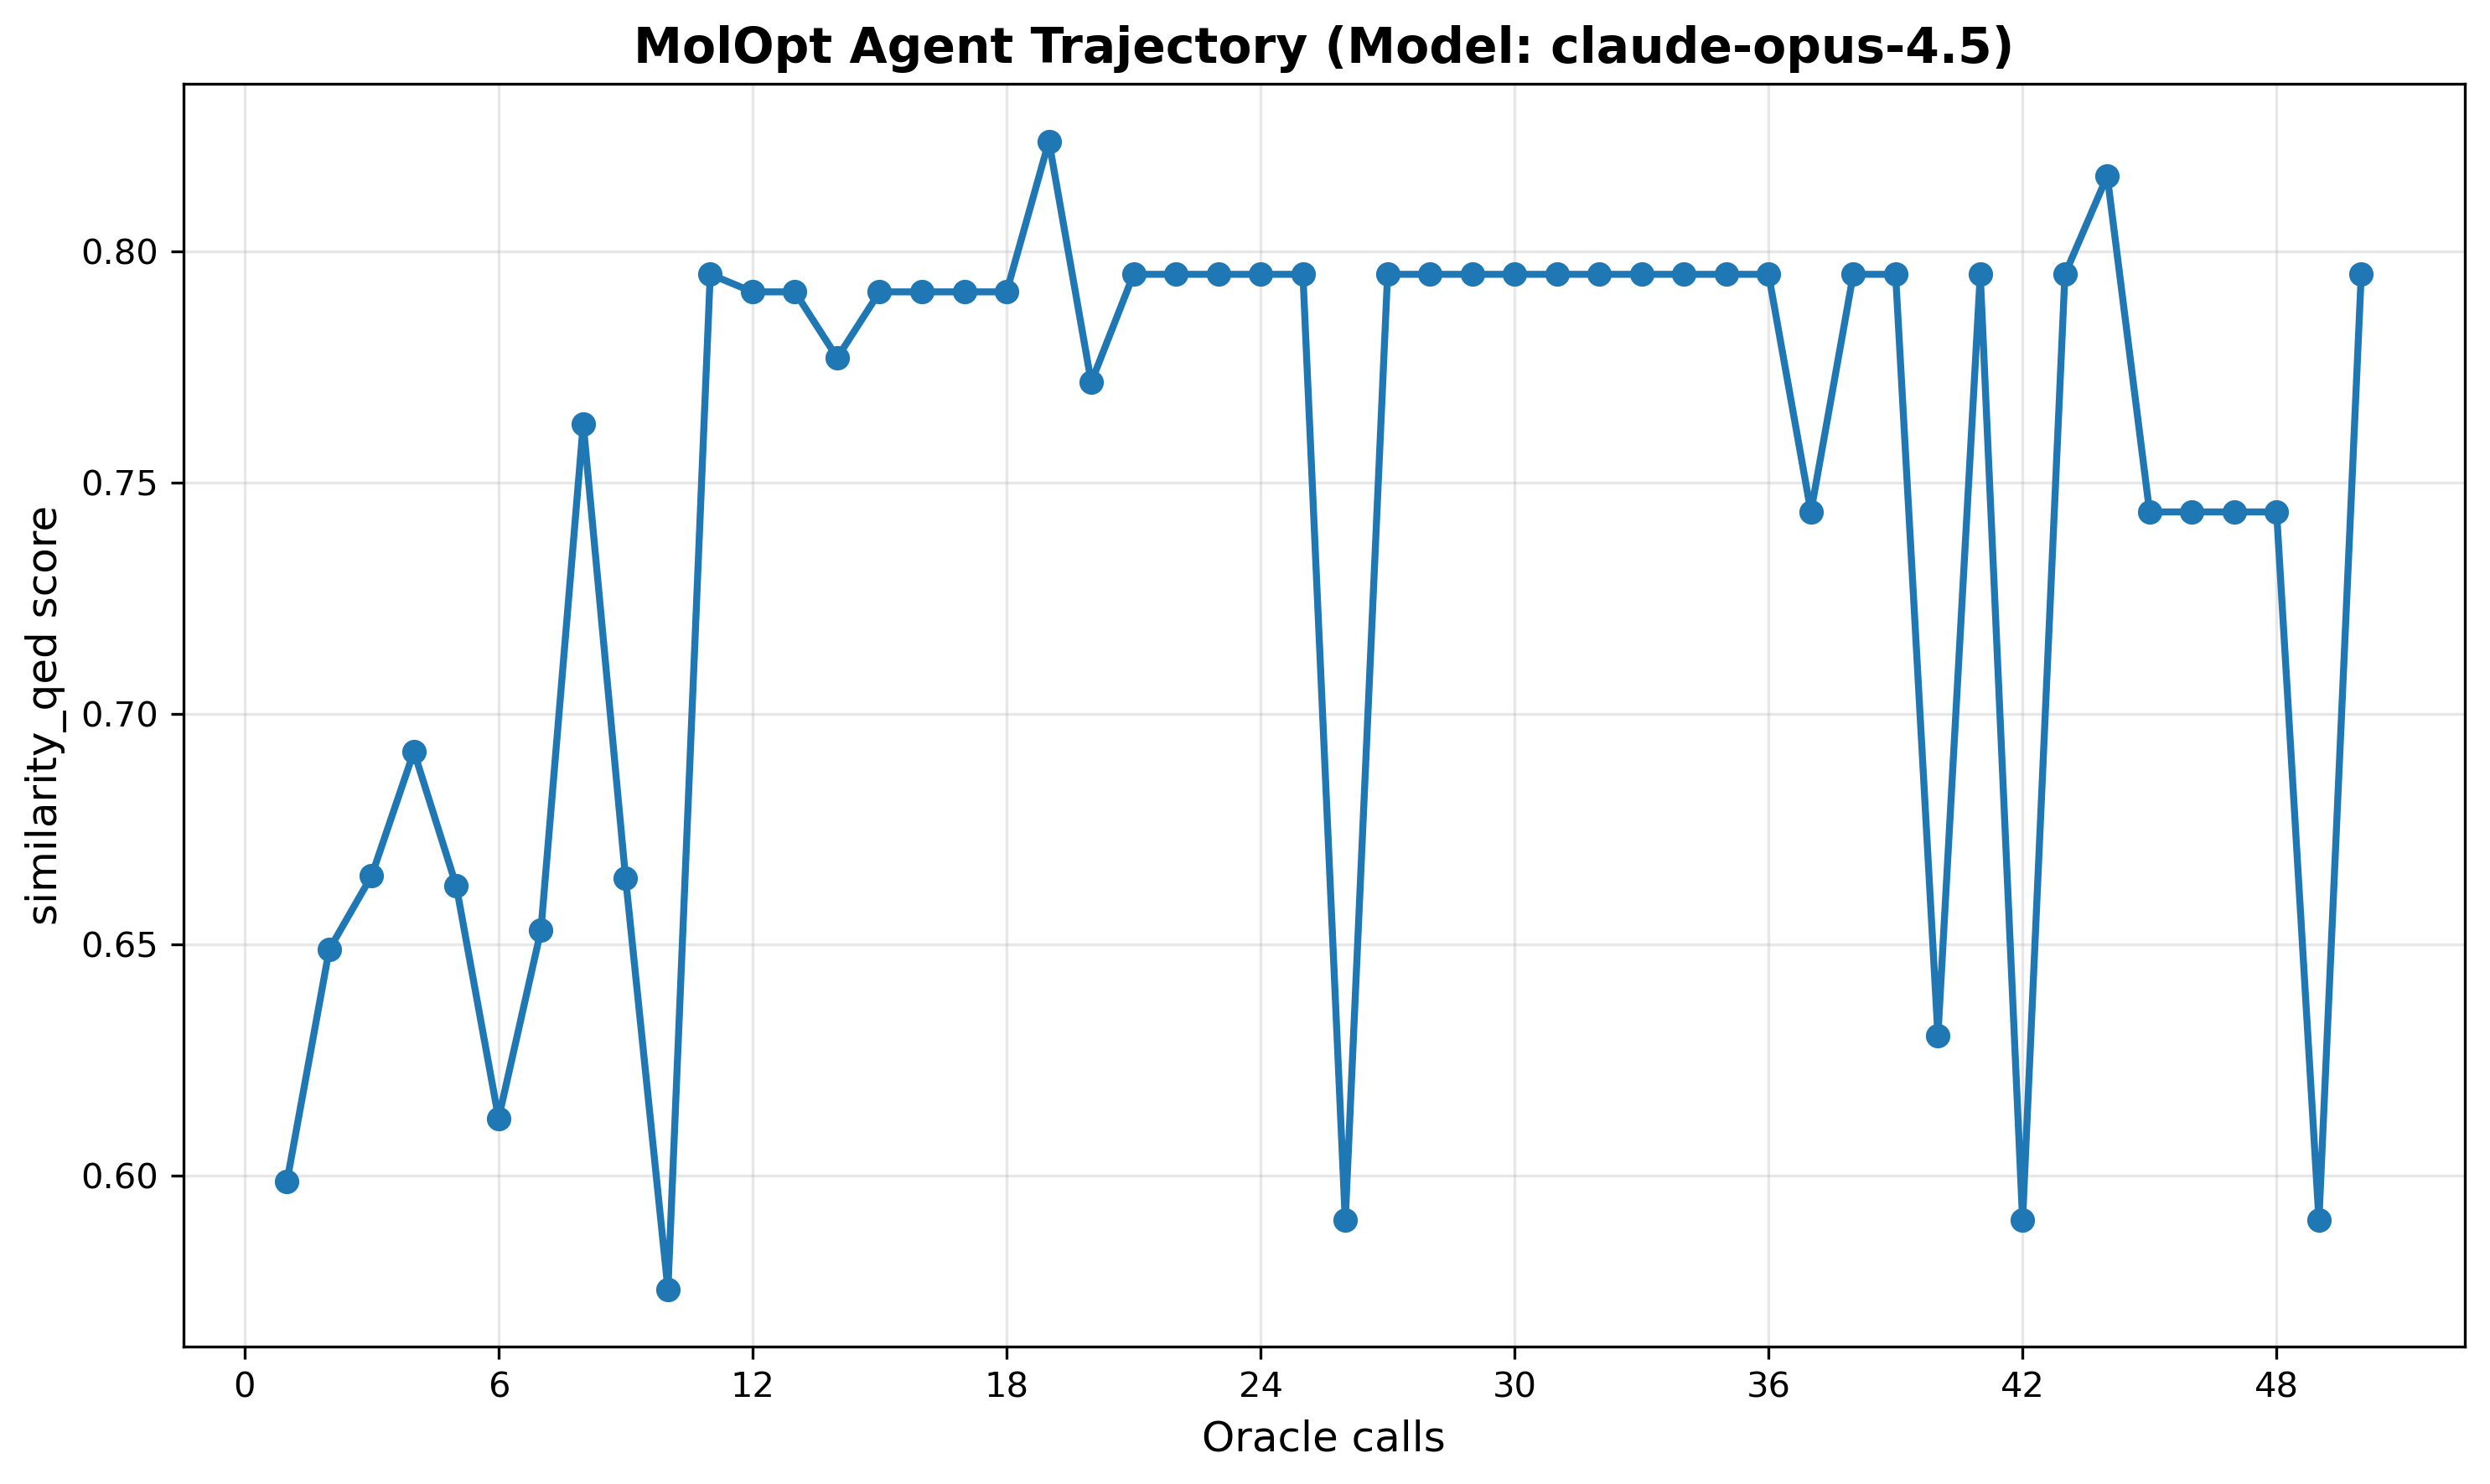 MolOpt Agent Trajectory (Model: claude-opus-4.5)
similarity_qed score
0.80
0.75
0.70
0.65
0.60
0 6 12 18 24 30 36 42 48
Oracle calls